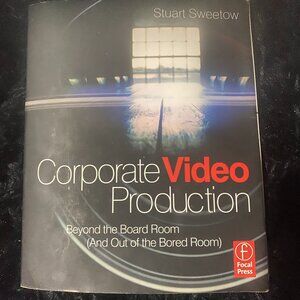 Stuart Sweetow
Corporate Video
Production
Beyond the Board Room
(And Out of the Bored Room)
Focal
Press